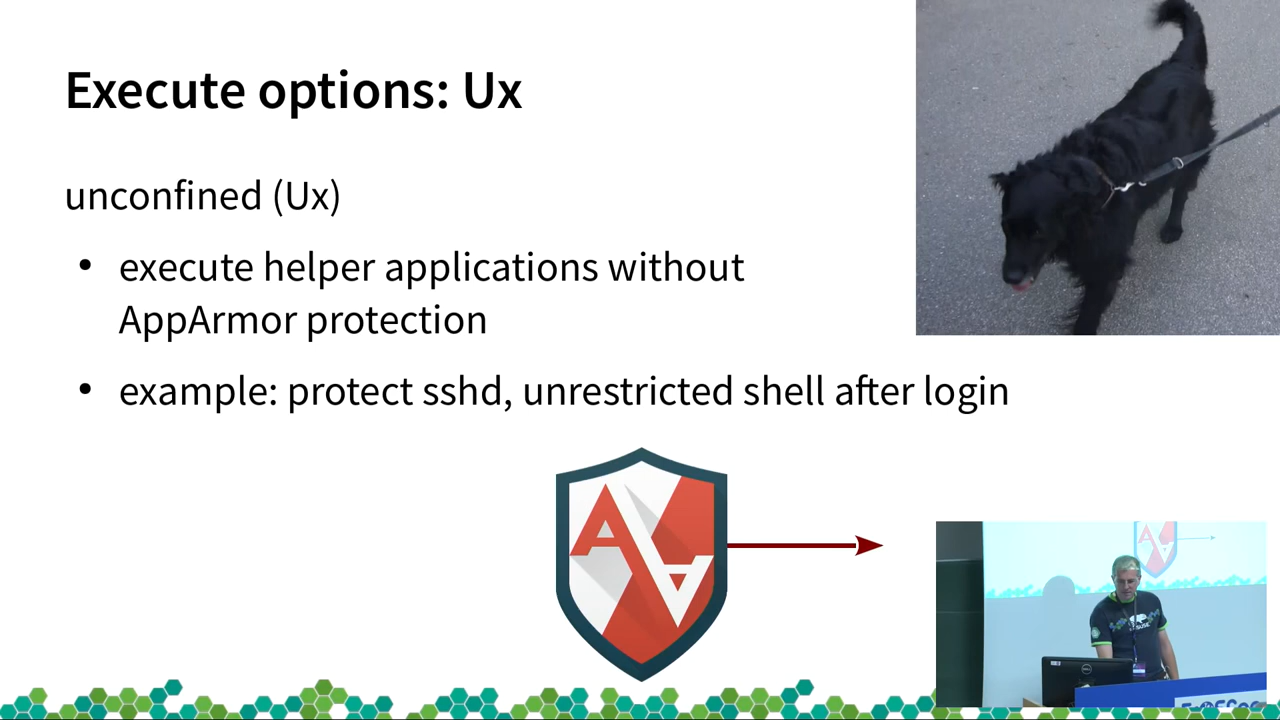 Execute options: Ux
unconfined (Ux)
• execute helper applications without
AppArmor protection
• example: protect sshd, unrestricted shell after login